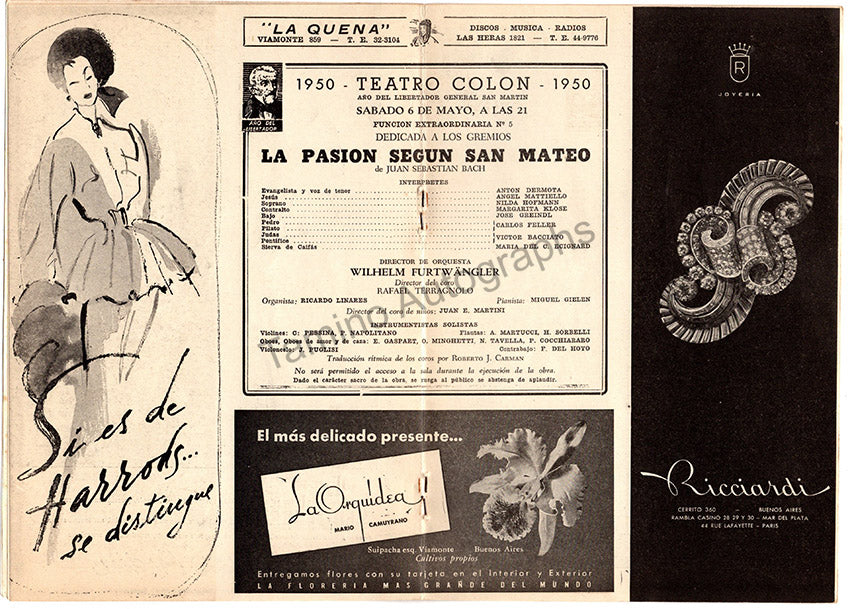 Si es de
Harrods...
se distingue
"LA QUENA"
VIAMONTE 859 — T. E. 32-3104
DISCOS - MUSICA - RADIOS
LAS HERAS 1821 — T. E. 44-9776
AÑO DEL
LIBERTADOR
1950 - TEATRO COLON - 1950
AÑO DEL LIBERTADOR GENERAL SAN MARTIN
SABADO 6 DE MAYO, A LAS 21
FUNCION EXTRAORDINARIA Nº 5
DEDICADA A LOS GREMIOS
LA PASION SEGUN SAN MATEO
de JUAN SEBASTIAN BACH
INTERPRETES
Evangelista y voz de tenor ANTON DERMOTA
Jesús ANGEL MATTIELLO
Soprano NILDA HOFMANN
Contralto MARGARITA KLOSE
Bajo JOSE GREINDL
Pedro
Pilato CARLOS FELLER
Judas
Pontífice VICTOR BACCIATO
Sierva de Caifás MARIA DEL C. ECIGNARD
DIRECTOR DE ORQUESTA
WILHELM FURTWÄNGLER
Director del coro
RAFAEL TERRAGNOLO
Organista: RICARDO LINARES Pianista: MIGUEL GIELEN
Director del coro de niños: JUAN E. MARTINI
INSTRUMENTISTAS SOLISTAS
Violines: C. PESSINA, P. NAPOLITANO Flautas: A. MARTUCCI, H. SORBELLI
Oboes, Oboes de amor y de caza: E. GASPART, O. MINGHETTI, N. TAVELLA, P. COCCHIARARO
Violoncelo: J. PUGLISI Contrabajo: F. DEL HOYO
Traducción rítmica de los coros por ROBERTO J. CARMAN
No será permitido el acceso a la sala durante la ejecución de la obra.
Dado el carácter sacro de la obra, se ruega al público se abstenga de aplaudir.
Tamino Autographs
El más delicado presente...
La Orquidea
MARIO CAMUYRANO
Suipacha esq. Viamonte Buenos Aires
Cultivos propios
Entregamos flores con su tarjeta en el Interior y Exterior
LA FLORERIA MAS GRANDE DEL MUNDO
R
JOYERIA
Ricciardi
CERRITO 360 - BUENOS AIRES
RAMBLA CASINO 28 29 Y 30 - MAR DEL PLATA
44 RUE LAFAYETTE - PARIS